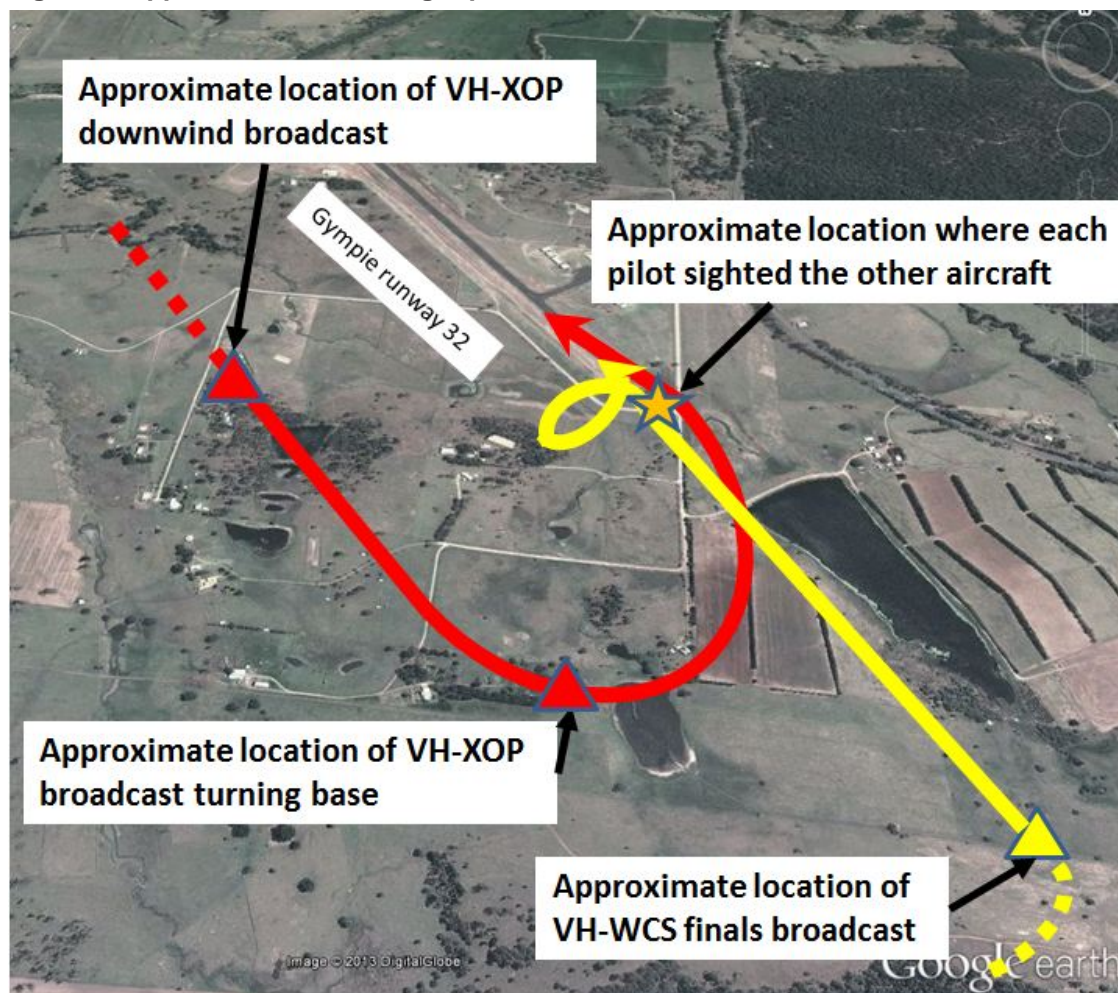 Approximate location of VH-XOP
downwind broadcast
Gympie runway 32
Approximate location where each
pilot sighted the other aircraft
Approximate location of VH-XOP
broadcast turning base
Approximate location of
VH-WCS finals broadcast
Image © 2013 DigitalGlobe
Google earth